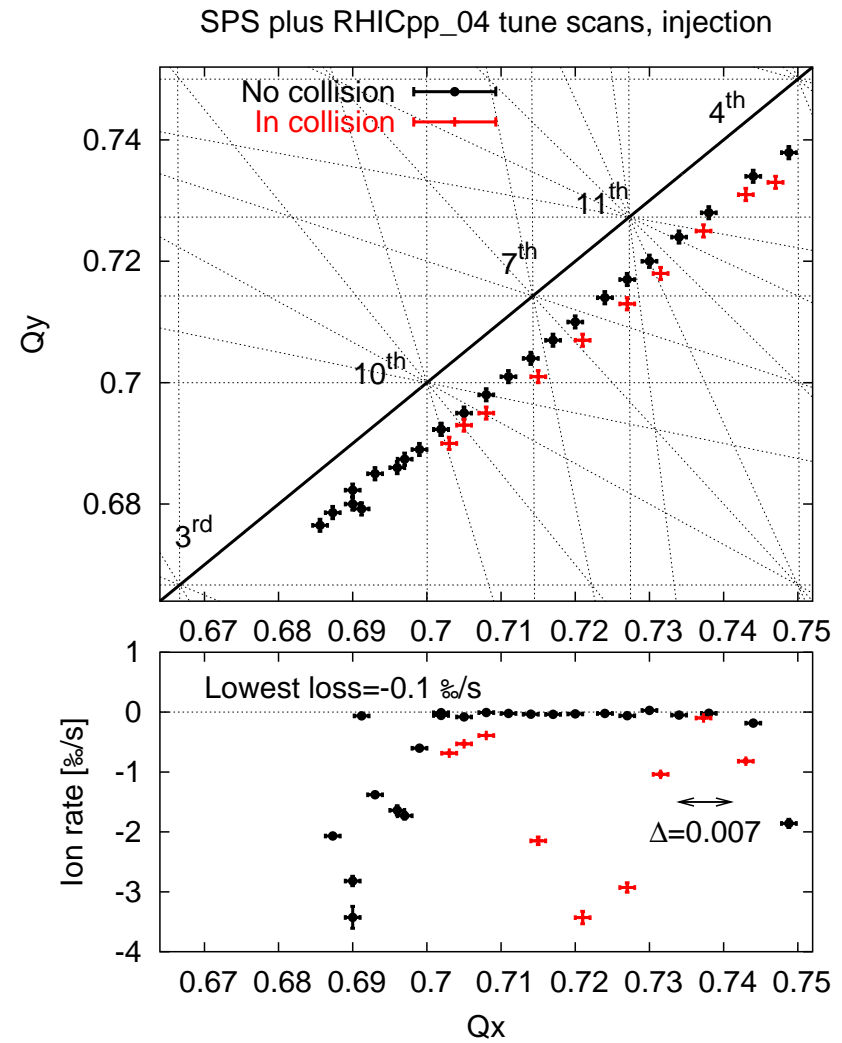 SPS plus RHICpp_04 tune scans, injection
No collision
In collision
4th
11th
7th
10th
3rd
Qy
0.74
0.72
0.7
0.68
0.67 0.68 0.69 0.7 0.71 0.72 0.73 0.74 0.75
Lowest loss=-0.1 ‰/s
Δ=0.007
Ion rate [‰/s]
1
0
-1
-2
-3
-4
0.67 0.68 0.69 0.7 0.71 0.72 0.73 0.74 0.75
Qx